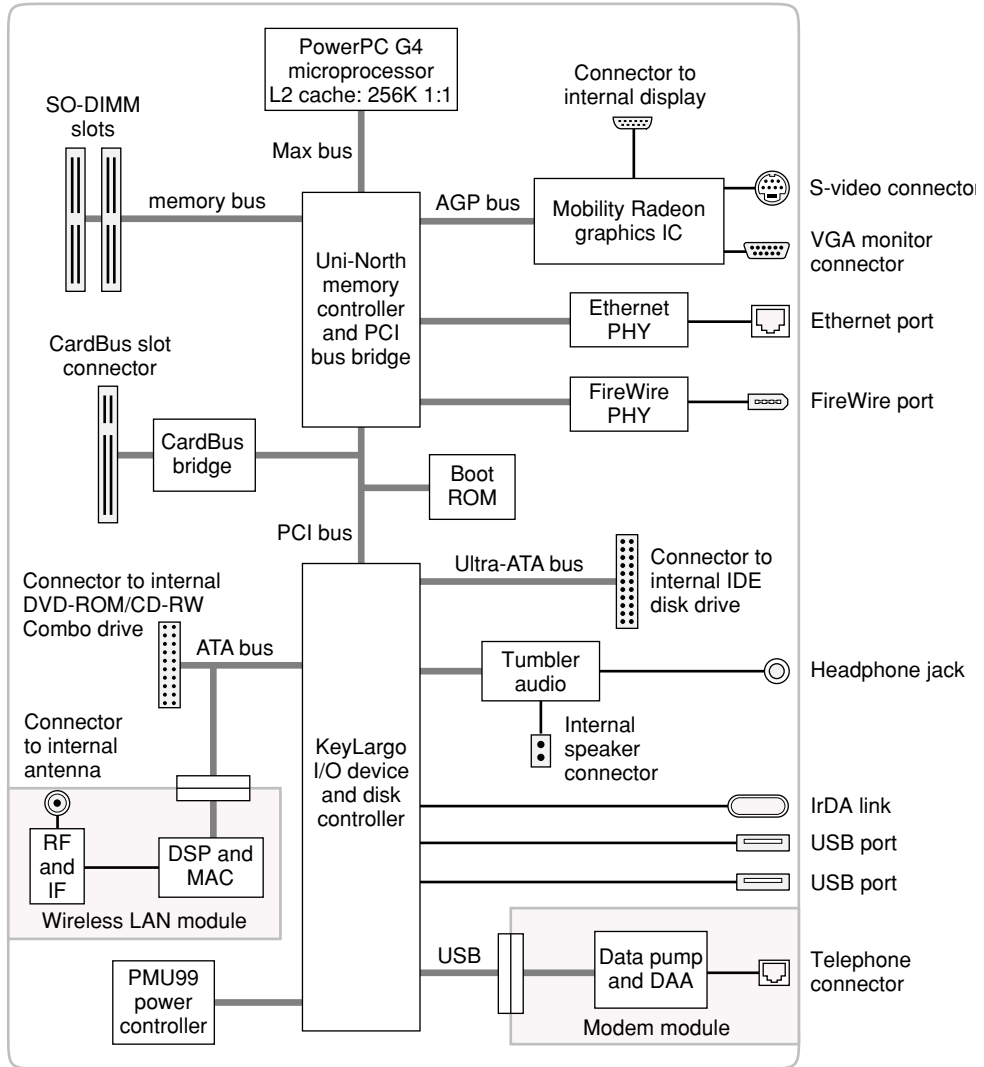 PowerPC G4
microprocessor
L2 cache: 256K 1:1
Connector to
internal display
SO-DIMM
slots
Max bus
memory bus
AGP bus
Mobility Radeon
graphics IC
S-video connector
VGA monitor
connector
Uni-North
memory
controller
and PCI
bus bridge
Ethernet
PHY
Ethernet port
CardBus slot
connector
FireWire
PHY
FireWire port
CardBus
bridge
Boot
ROM
PCI bus
Ultra-ATA bus
Connector to
internal IDE
disk drive
Connector to internal
DVD-ROM/CD-RW
Combo drive
ATA bus
Tumbler
audio
Headphone jack
Connector
to internal
antenna
Internal
speaker
connector
KeyLargo
I/O device
and disk
controller
IrDA link
RF
and
IF
DSP and
MAC
USB port
USB port
Wireless LAN module
USB
Data pump
and DAA
Telephone
connector
PMU99
power
controller
Modem module